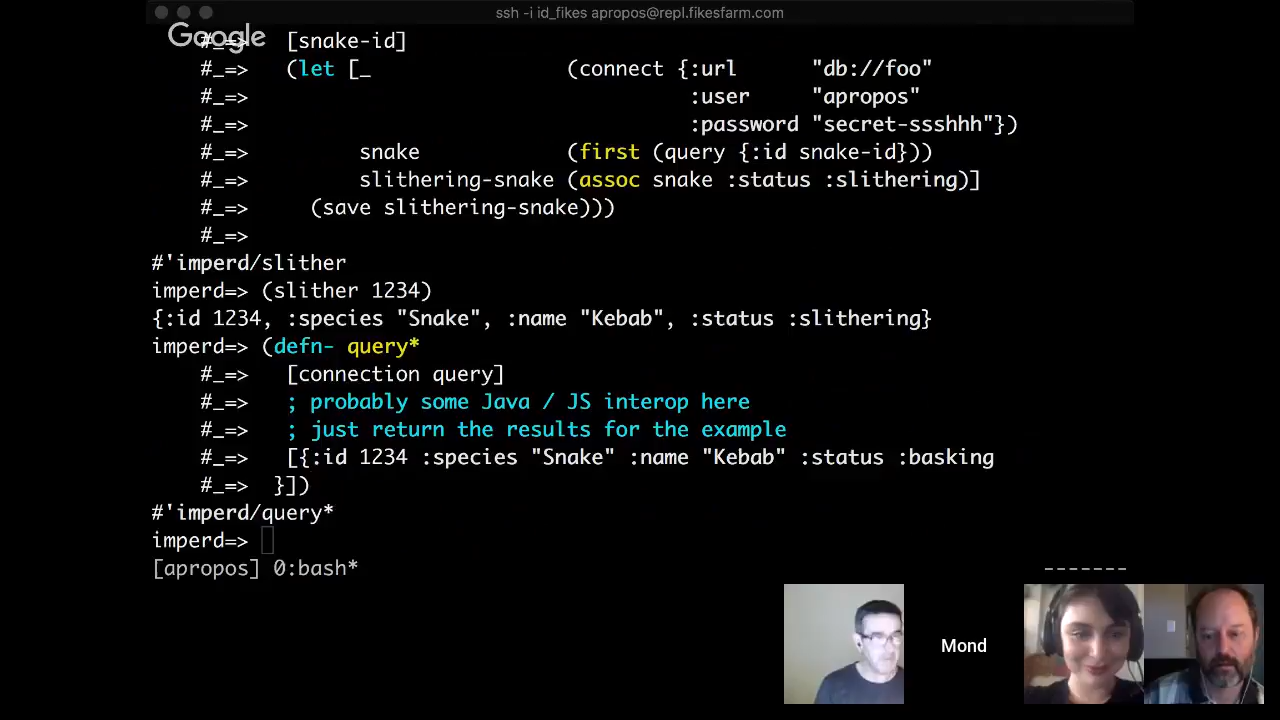 ssh -i id_fikes apropos@repl.fikesfarm.com
Google
#_=>   [snake-id]
#_=>   (let [_                (connect {:url      "db://foo"
#_=>                                    :user     "apropos"
#_=>                                    :password "secret-ssshhh"})
#_=>         snake            (first (query {:id snake-id}))
#_=>         slithering-snake (assoc snake :status :slithering)]
#_=>     (save slithering-snake)))
#_=>
#'imperd/slither
imperd=> (slither 1234)
{:id 1234, :species "Snake", :name "Kebab", :status :slithering}
imperd=> (defn- query*
#_=>   [connection query]
#_=>   ; probably some Java / JS interop here
#_=>   ; just return the results for the example
#_=>   [{:id 1234 :species "Snake" :name "Kebab" :status :basking
#_=>  }])
#'imperd/query*
imperd=>
[apropos] 0:bash*
-------
Mond